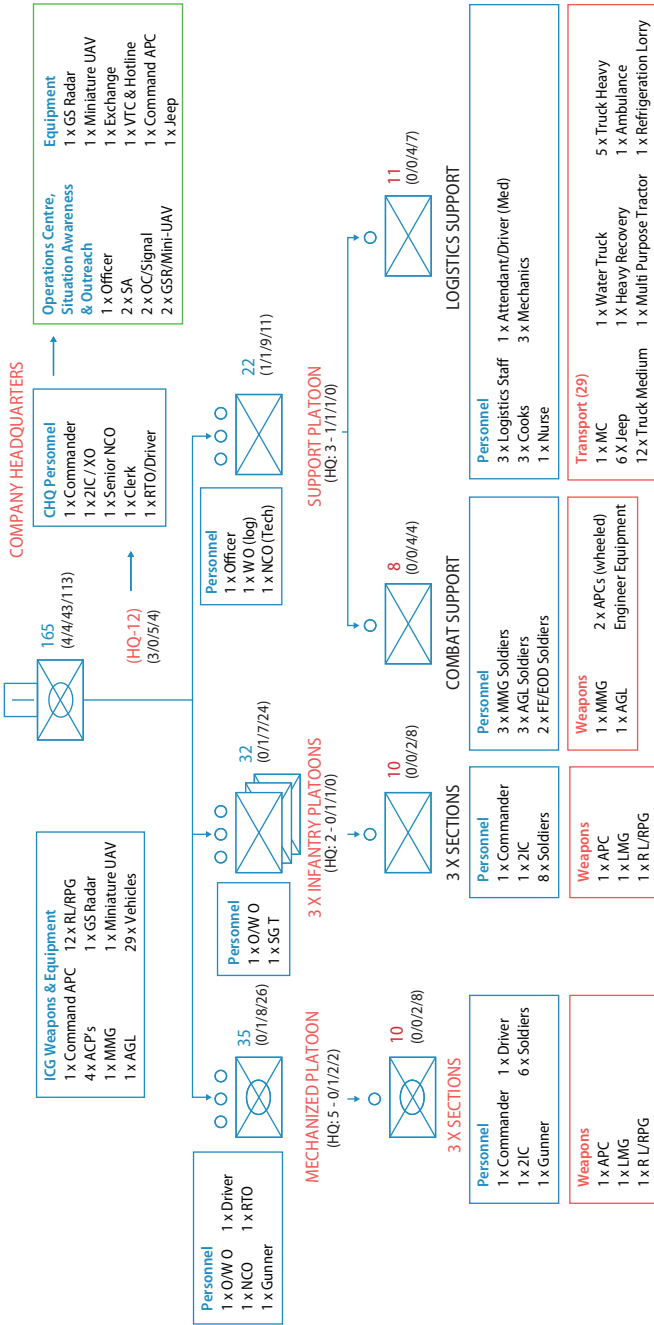 COMPANY HEADQUARTERS
165
(4/4/43/113)
(HQ-12)
(3/0/5/4)
CHQ Personnel
1 x Commander
1 x 2IC / XO
1 x Senior NCO
1 x Clerk
1 x RTO/Driver
Operations Centre,
Situation Awareness
& Outreach
1 x Officer
2 x SA
2 x OC/Signal
2 x GSR/Mini-UAV
Equipment
1 x GS Radar
1 x Miniature UAV
1 x Exchange
1 x VTC & Hotline
1 x Command APC
1 x Jeep
ICG Weapons & Equipment
1 x Command APC
4 x ACP's
1 x MMG
1 x AGL
12 x RL/RPG
1 x GS Radar
1 x Miniature UAV
29 x Vehicles
Personnel
1 x O/W O
1 x NCO
1 x Gunner
1 x Driver
1 x RTO
35
(0/1/8/26)
MECHANIZED PLATOON
(HQ: 5 - 0/1/2/2)
10
(0/0/2/8)
3 X SECTIONS
Personnel
1 x Commander
1 x 2IC
1 x Gunner
1 x Driver
6 x Soldiers
Weapons
1 x APC
1 x LMG
1 x R L/RPG
Personnel
1 x O/W O
1 x SG T
32
(0/1/7/24)
3 X INFANTRY PLATOONS
(HQ: 2 - 0/1/1/0)
10
(0/0/2/8)
3 X SECTIONS
Personnel
1 x Commander
1 x 2IC
8 x Soldiers
Weapons
1 x APC
1 x LMG
1 x R L/RPG
Personnel
1 x Officer
1 x W O (log)
1 x NCO (Tech)
22
(1/1/9/11)
SUPPORT PLATOON
(HQ: 3 - 1/1/1/0)
8
(0/0/4/4)
COMBAT SUPPORT
Personnel
3 x MMG Soldiers
3 x AGL Soldiers
2 x FE/EOD Soldiers
Weapons
1 x MMG
1 x AGL
2 x APCs (wheeled)
Engineer Equipment
11
(0/0/4/7)
LOGISTICS SUPPORT
Personnel
3 x Logistics Staff
3 x Cooks
1 x Nurse
1 x Attendant/Driver (Med)
3 x Mechanics
Transport (29)
1 x MC
6 x Jeep
12 x Truck Medium
1 x Water Truck
1 X Heavy Recovery
1 x Multi Purpose Tractor
5 x Truck Heavy
1 x Ambulance
1 x Refrigeration Lorry